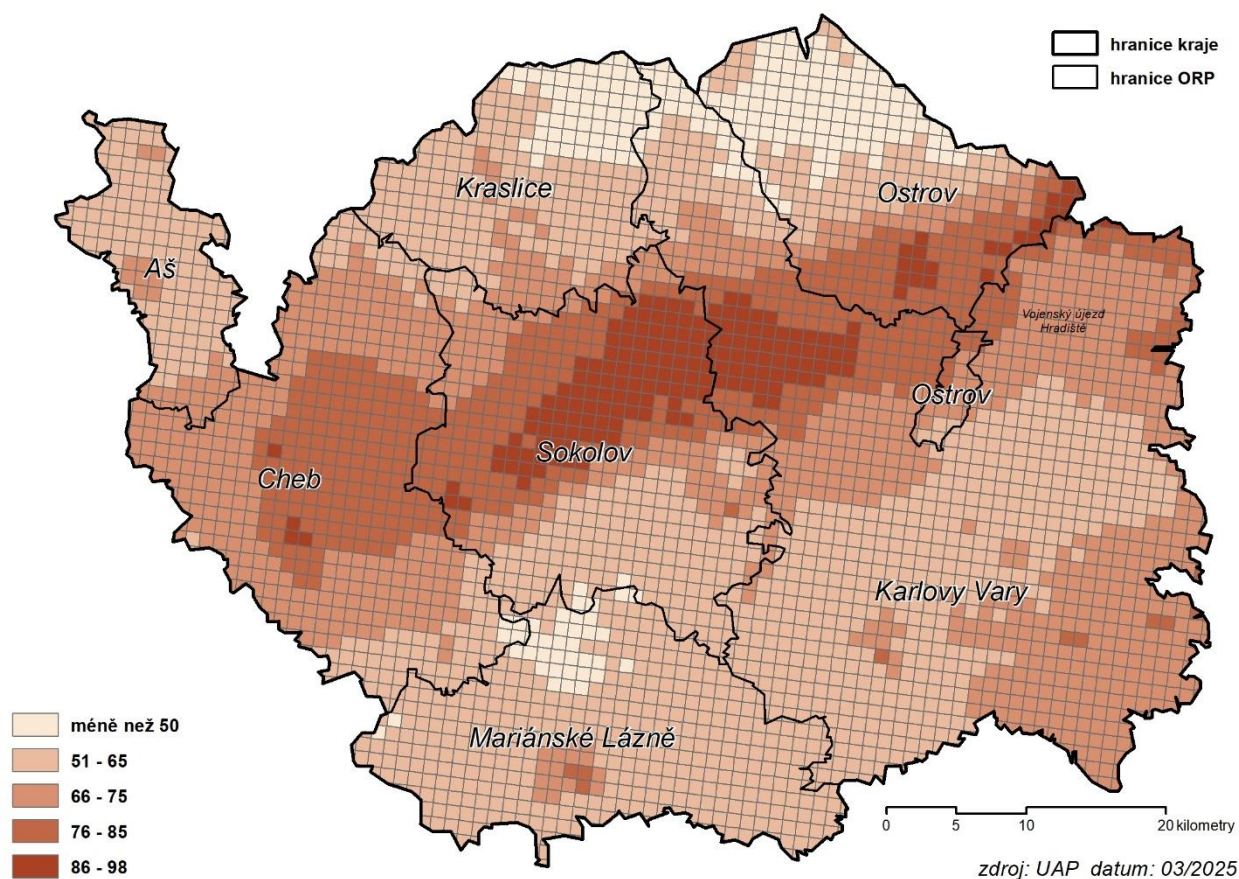 hranice kraje
hranice ORP
Kraslice
Ostrov
Aš
Vojenský újezd
Hradiště
Ostrov
Sokolov
Cheb
Karlovy Vary
Mariánské Lázně
méně než 50
51 - 65
66 - 75
76 - 85
86 - 98
0 5 10 20 kilometry
zdroj: UAP datum: 03/2025